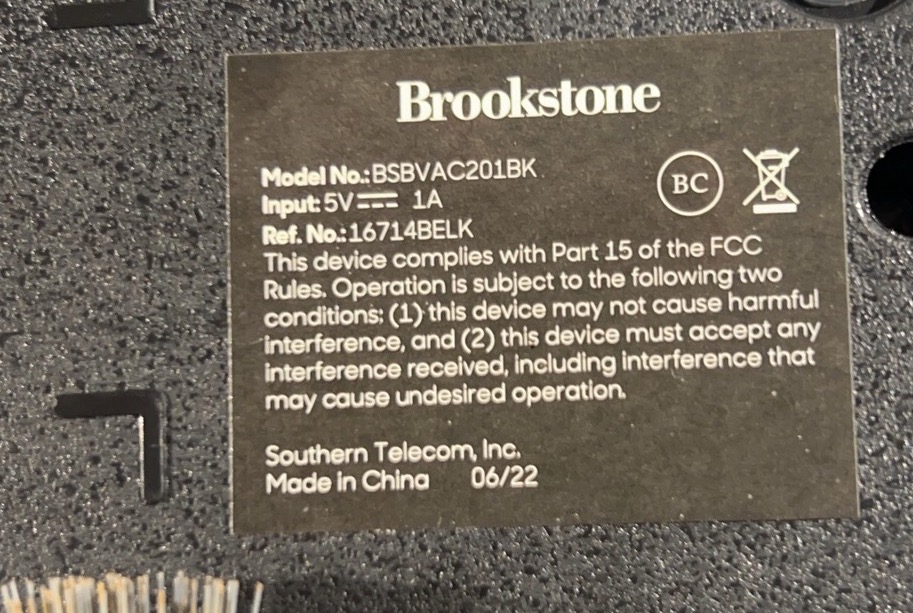 Brookstone
Model No.: BSBVAC201BK
Input: 5V⎓ 1A
BC
Ref. No.: 16714BELK
This device complies with Part 15 of the FCC
Rules. Operation is subject to the following two
conditions: (1) this device may not cause harmful
interference, and (2) this device must accept any
interference received, including interference that
may cause undesired operation.
Southern Telecom, Inc.
Made in China 06/22